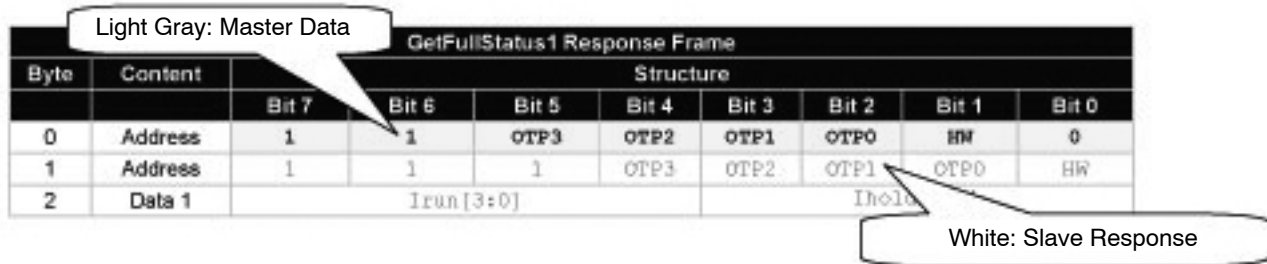 Light Gray: Master Data
GetFullStatus1 Response Frame
Byte Content Structure
Bit 7 Bit 6 Bit 5 Bit 4 Bit 3 Bit 2 Bit 1 Bit 0
0 Address 1 1 OTP3 OTP2 OTP1 OTP0 HW 0
1 Address 1 1 1 OTP3 OTP2 OTP1 OTP0 HW
2 Data 1 Irun[3:0]
White: Slave Response